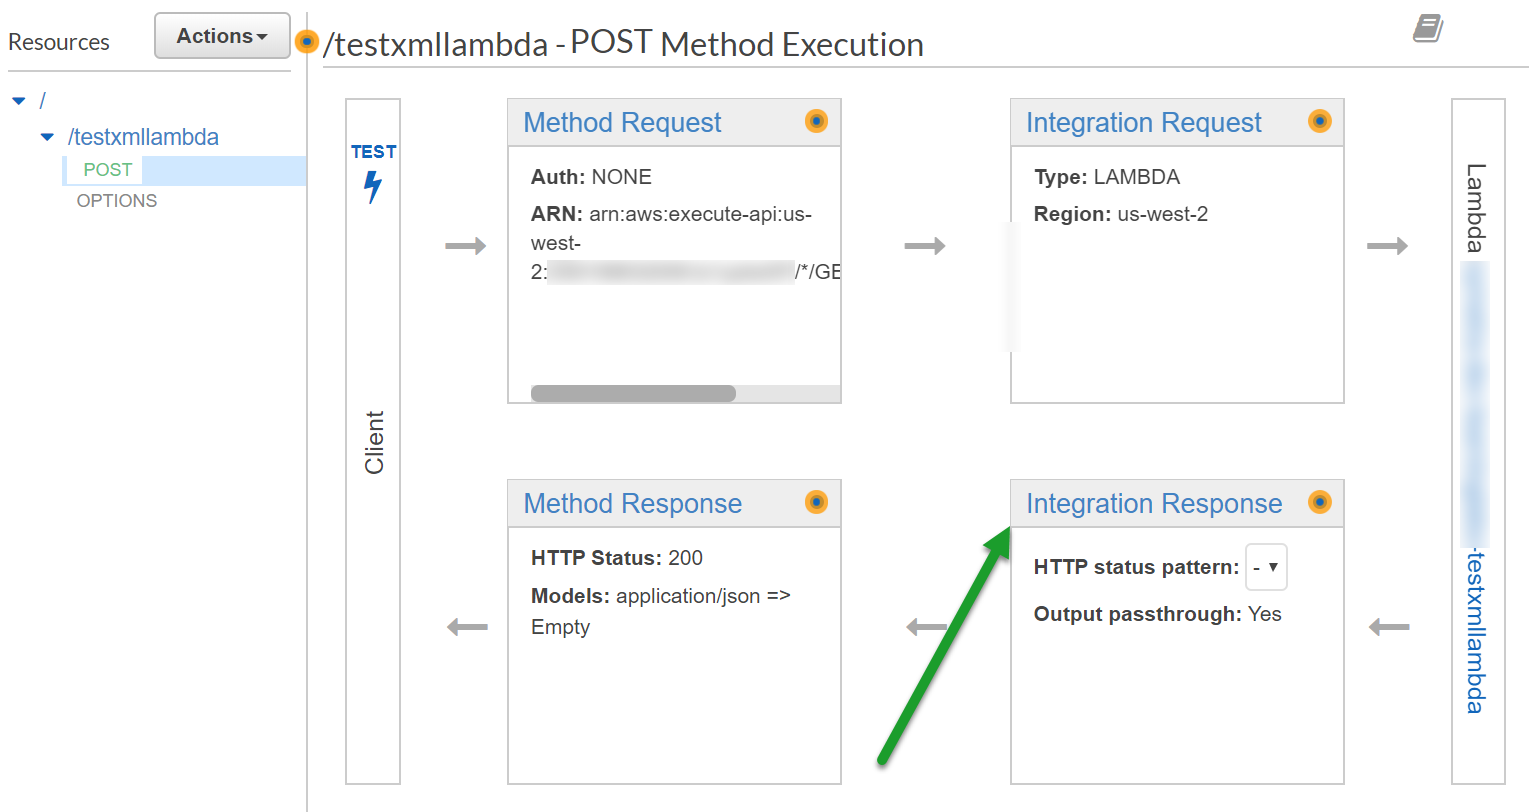 Resources
Actions
/testxmllambda - POST Method Execution
/
/testxmllambda
POST
OPTIONS
TEST
Client
Method Request
Auth: NONE
ARN: arn:aws:execute-api:us-
west-
2:
/*/GE
Integration Request
Type: LAMBDA
Region: us-west-2
Method Response
HTTP Status: 200
Models: application/json =>
Empty
Integration Response
HTTP status pattern: -
Output passthrough: Yes
Lambda
-testxmllambda